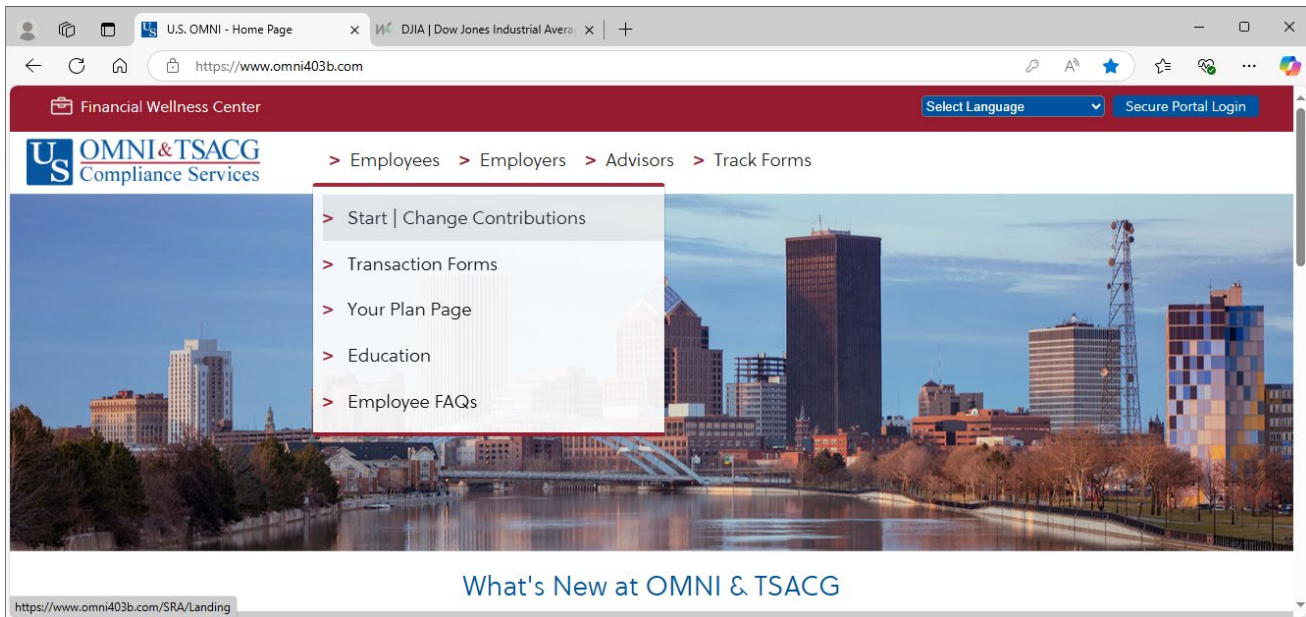 U.S. OMNI - Home Page
DJIA | Dow Jones Industrial Avera
https://www.omni403b.com
Financial Wellness Center
Select Language
Secure Portal Login
US OMNI & TSACG
Compliance Services
> Employees > Employers > Advisors > Track Forms
> Start | Change Contributions
> Transaction Forms
> Your Plan Page
> Education
> Employee FAQs
What's New at OMNI & TSACG
https://www.omni403b.com/SRA/Landing